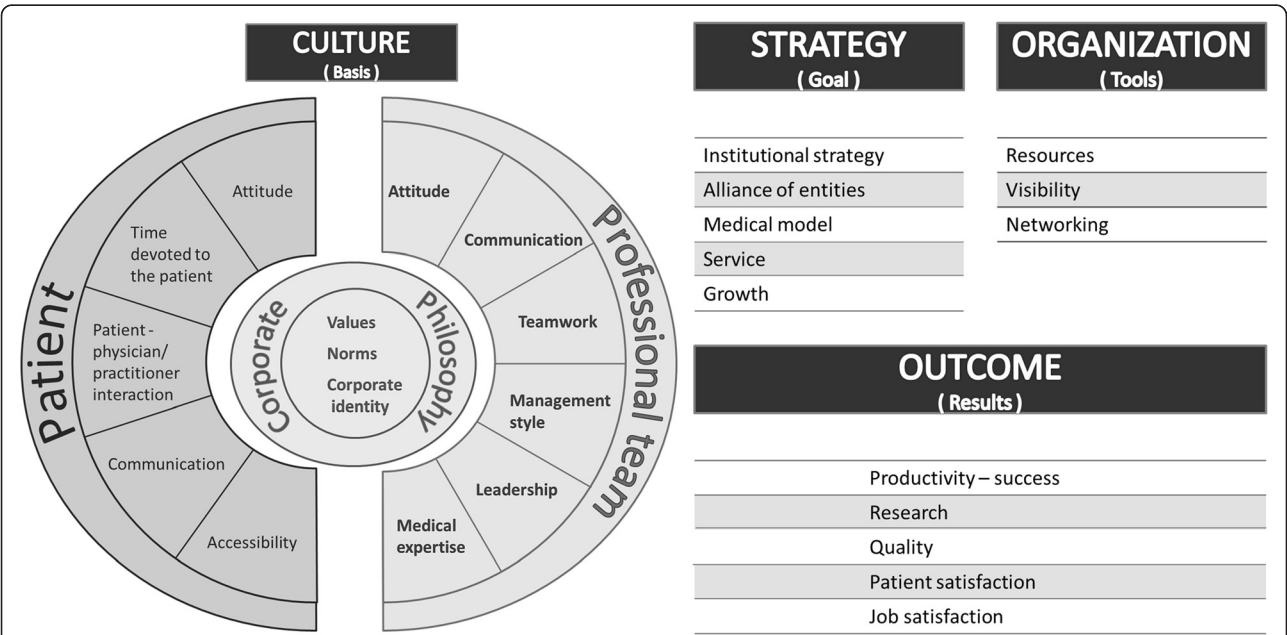 CULTURE
( Basis )
Patient
Attitude
Time
devoted to
the patient
Patient -
physician/
practitioner
interaction
Communication
Accessibility
Corporate
Philosophy
Values
Norms
Corporate
identity
Professional team
Attitude
Communication
Teamwork
Management
style
Leadership
Medical
expertise
STRATEGY
( Goal )
Institutional strategy
Alliance of entities
Medical model
Service
Growth
ORGANIZATION
( Tools)
Resources
Visibility
Networking
OUTCOME
( Results )
Productivity – success
Research
Quality
Patient satisfaction
Job satisfaction